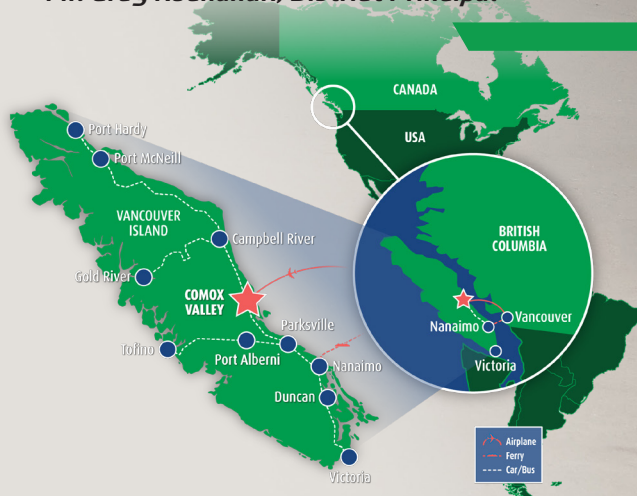 CANADA
USA
Port Hardy
Port McNeill
VANCOUVER
ISLAND
Campbell River
Gold River
COMOX
VALLEY
Parksville
Tofino
Port Alberni
Nanaimo
Duncan
Victoria
BRITISH
COLUMBIA
Vancouver
Nanaimo
Victoria
Airplane
Ferry
Car/Bus